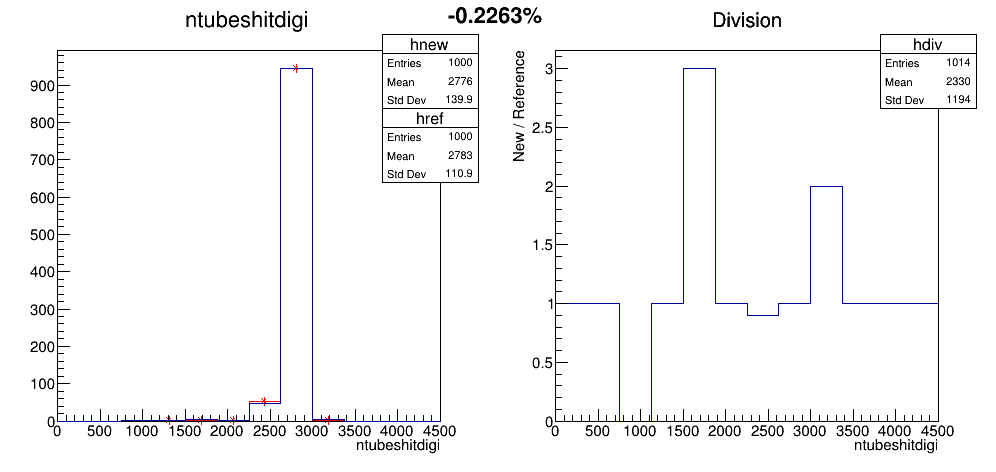 -0.2263%
ntubeshitdigi
hnew
Entries 1000
Mean 2776
Std Dev 139.9
href
Entries 1000
Mean 2783
Std Dev 110.9
900
800
700
600
500
400
300
200
100
0
0 500 1000 1500 2000 2500 3000 3500 4000 4500
ntubeshitdigi
Division
hdiv
Entries 1014
Mean 2330
Std Dev 1194
New / Reference
3
2.5
2
1.5
1
0.5
0
0 500 1000 1500 2000 2500 3000 3500 4000 4500
ntubeshitdigi